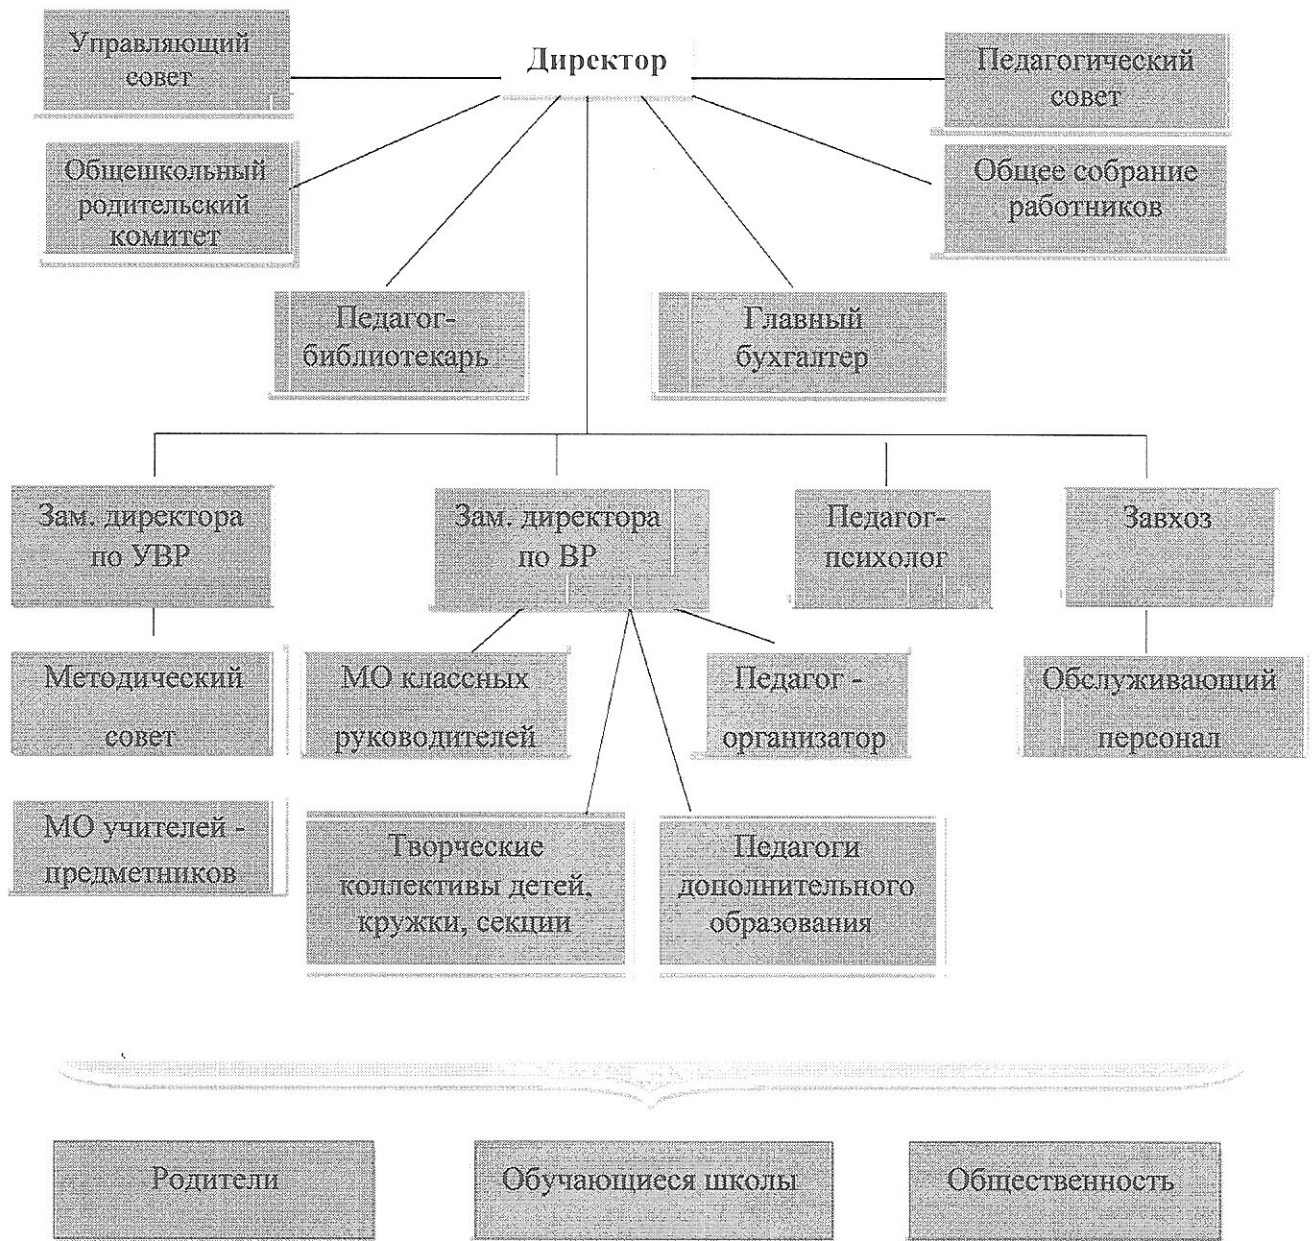 Управляющий
совет
Директор
Педагогический
совет
Общешкольный
родительский
комитет
Общее собрание
работников
Педагог-
библиотекарь
Главный
бухгалтер
Зам. директора
по УВР
Зам. директора
по ВР
Педагог-
психолог
Завхоз
Методический
совет
МО классных
руководителей
Педагог -
организатор
Обслуживающий
персонал
МО учителей -
предметников
Творческие
коллективы детей,
кружки, секции
Педагоги
дополнительного
образования
Родители
Обучающиеся школы
Общественность